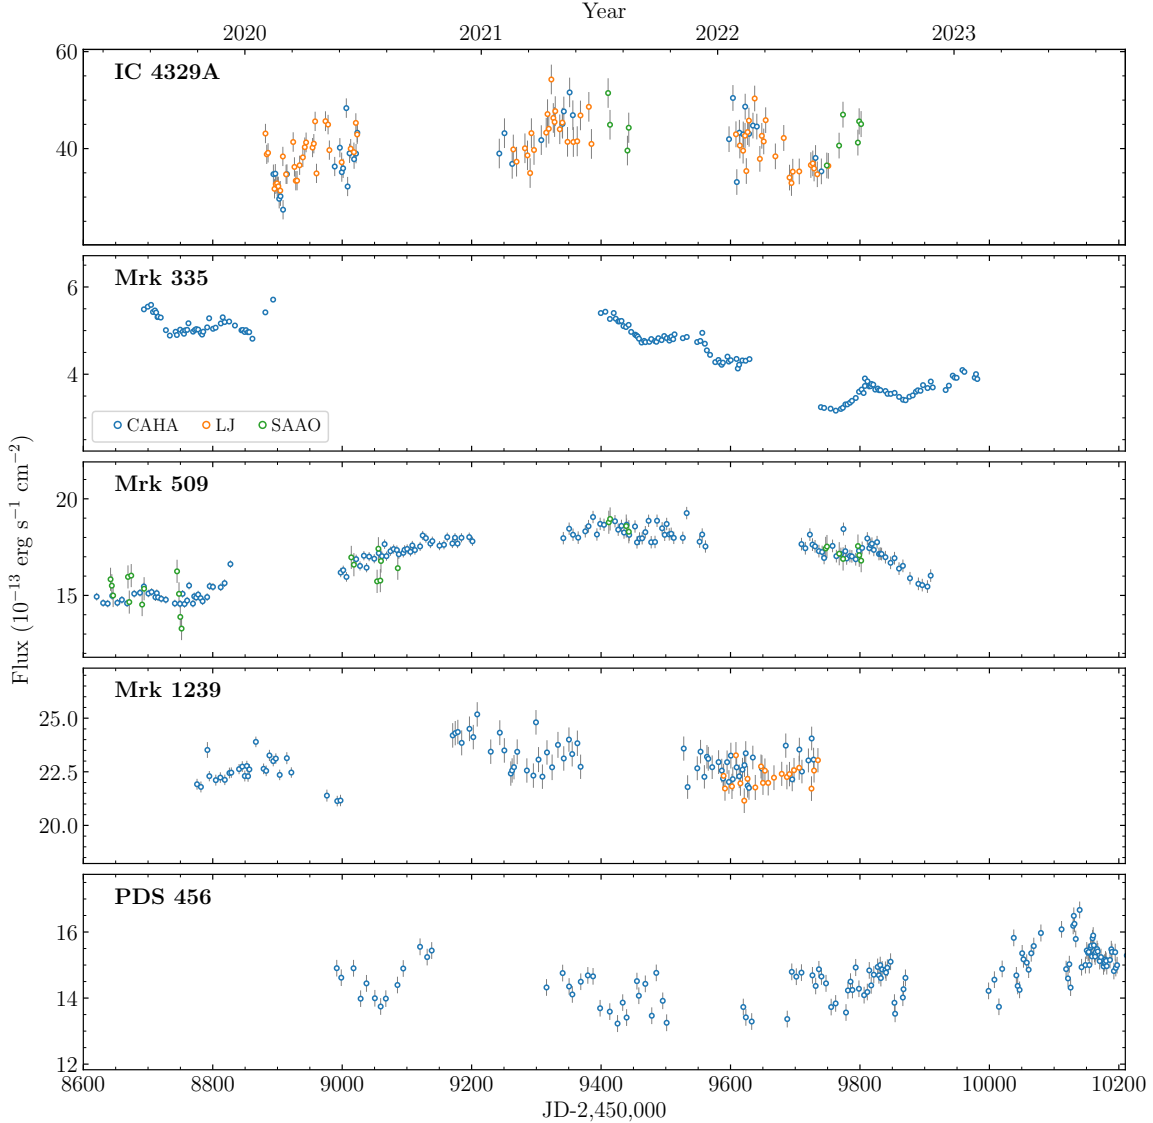 Year
2020 2021 2022 2023
IC 4329A
60
40
Mrk 335
6
4
CAHA LJ SAAO
Mrk 509
20
15
Flux (10⁻¹³ erg s⁻¹ cm⁻²)
Mrk 1239
25.0
22.5
20.0
PDS 456
16
14
12
8600 8800 9000 9200 9400 9600 9800 10000 10200
JD-2,450,000